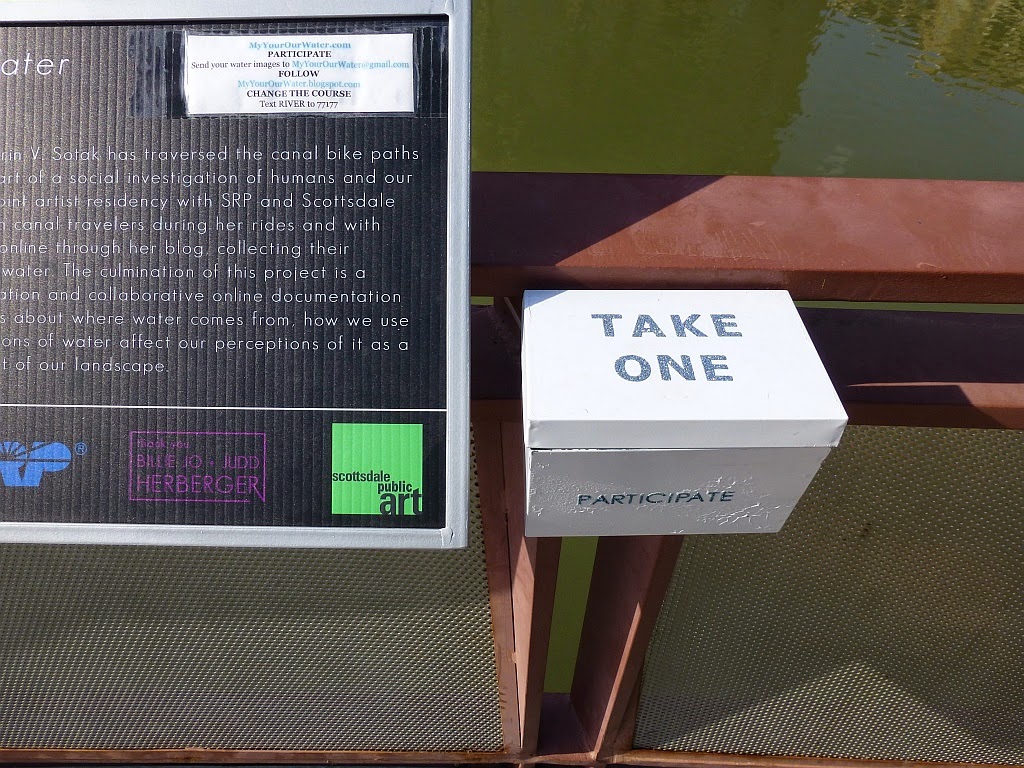 ater
MyYourOurWater.com
PARTICIPATE
Send your water images to MyYourOurWater@gmail.com
FOLLOW
MyYourOurWater.blogspot.com
CHANGE THE COURSE
Text RIVER to 77177
rin V. Sotak has traversed the canal bike paths
art of a social investigation of humans and our
oint artist residency with SRP and Scottsdale
n canal travelers during her rides and with
online through her blog, collecting their
water. The culmination of this project is a
ation and collaborative online documentation
s about where water comes from, how we use
ions of water affect our perceptions of it as a
t of our landscape.
thank you
BILLIE JO + JUDD
HERBERGER
scottsdale
public
art
TAKE
ONE
PARTICIPATE